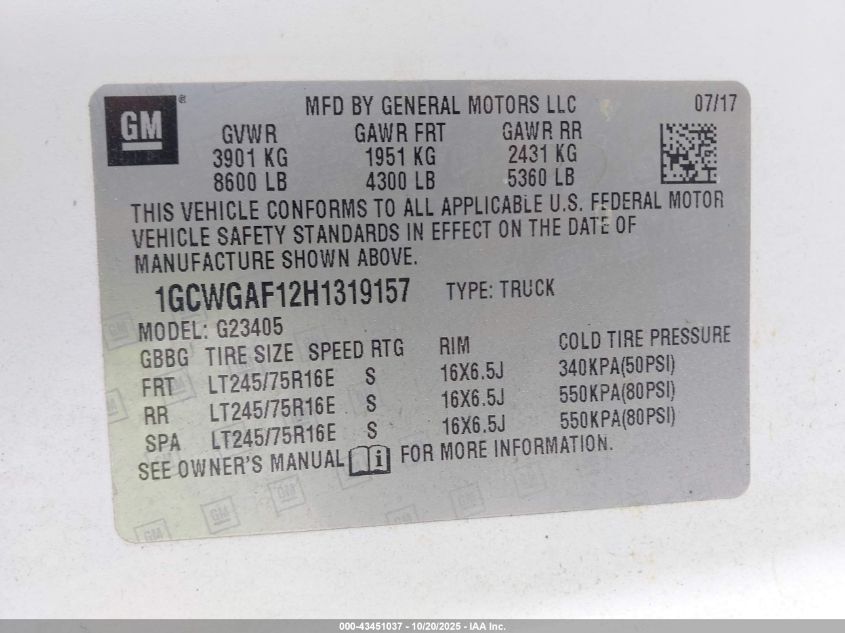 GM ® MFD BY GENERAL MOTORS LLC 07/17
GVWR GAWR FRT GAWR RR
3901 KG 1951 KG 2431 KG
8600 LB 4300 LB 5360 LB
THIS VEHICLE CONFORMS TO ALL APPLICABLE U.S. FEDERAL MOTOR
VEHICLE SAFETY STANDARDS IN EFFECT ON THE DATE OF
MANUFACTURE SHOWN ABOVE.
1GCWGAF12H1319157 TYPE: TRUCK
MODEL: G23405
GBBG TIRE SIZE SPEED RTG RIM COLD TIRE PRESSURE
FRT LT245/75R16E S 16X6.5J 340KPA(50PSI)
RR LT245/75R16E S 16X6.5J 550KPA(80PSI)
SPA LT245/75R16E S 16X6.5J 550KPA(80PSI)
SEE OWNER'S MANUAL i FOR MORE INFORMATION.
000-43451037 - 10/20/2025 - IAA Inc.